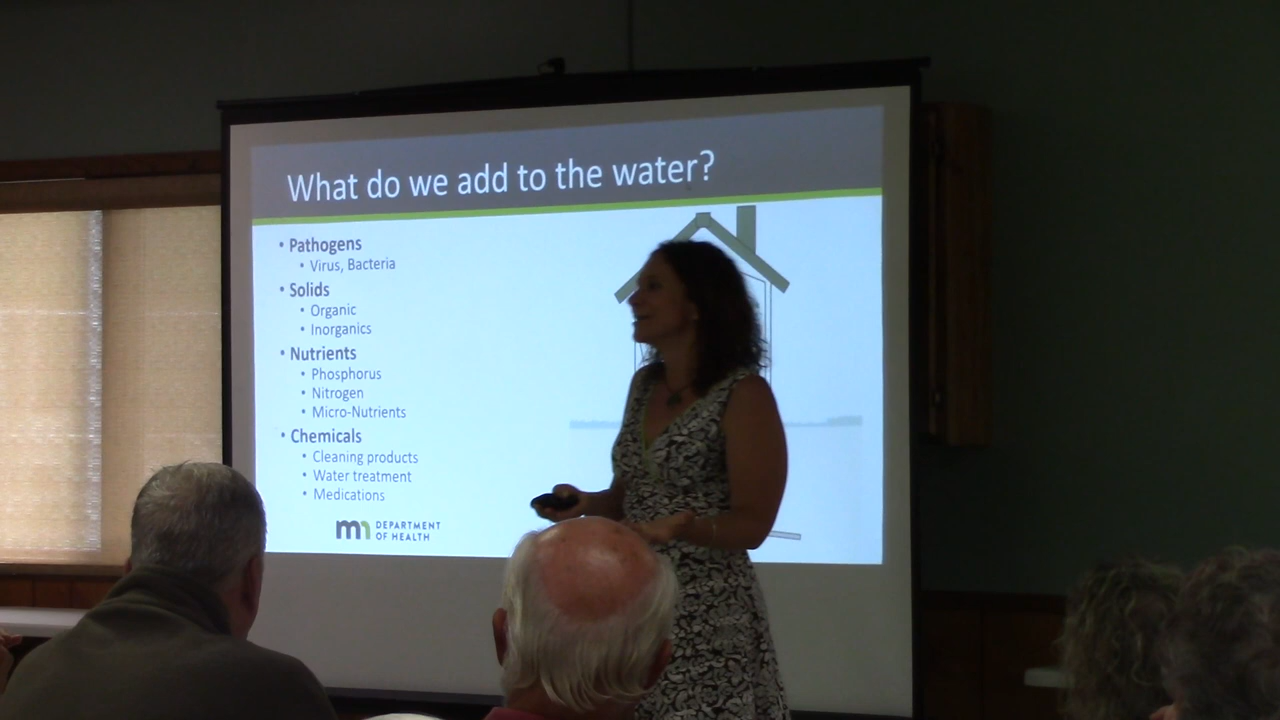 What do we add to the water?
• Pathogens
• Virus, Bacteria
• Solids
• Organic
• Inorganics
• Nutrients
• Phosphorus
• Nitrogen
• Micro-Nutrients
• Chemicals
• Cleaning products
• Water treatment
• Medications
mn DEPARTMENT
OF HEALTH